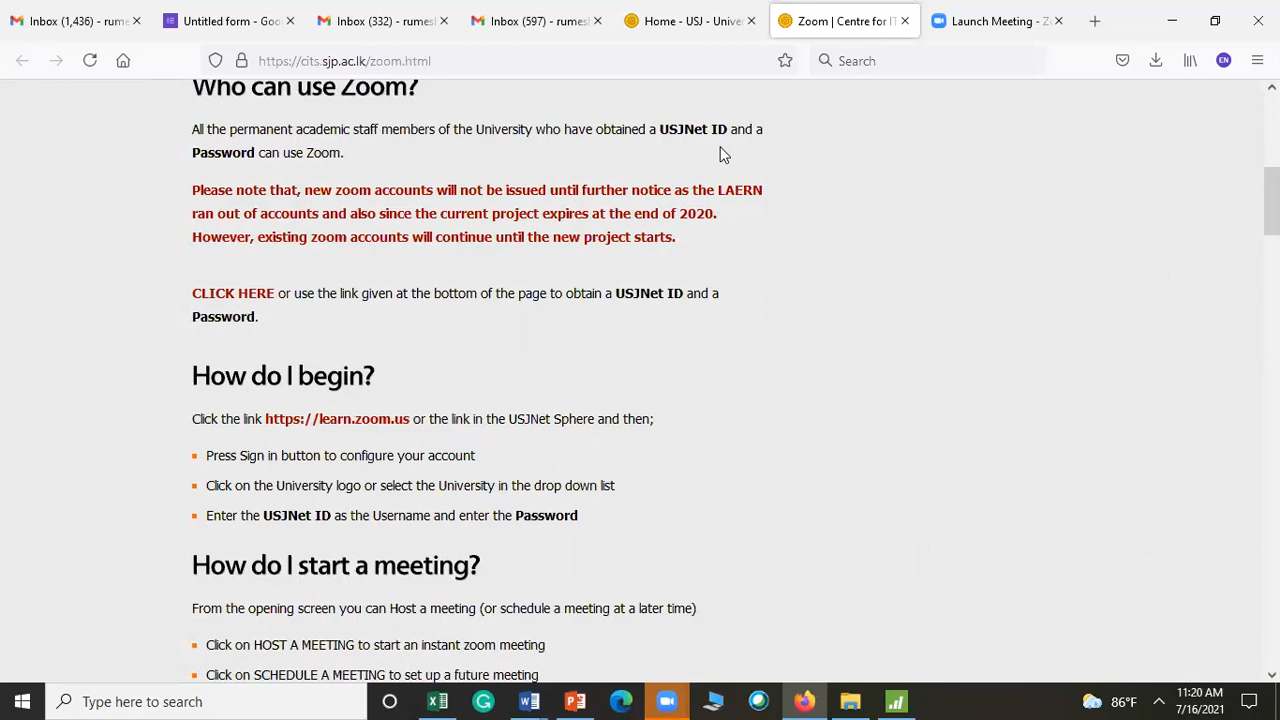 Inbox (1,436) - rumes
Untitled form - Goo
Inbox (332) - rumesl
Inbox (597) - rumesl
Home - USJ - Univer
Zoom | Centre for IT
Launch Meeting - Zo
https://cits.sjp.ac.lk/zoom.html
Search
EN
Who can use Zoom?
All the permanent academic staff members of the University who have obtained a USJNet ID and a
Password can use Zoom.
Please note that, new zoom accounts will not be issued until further notice as the LAERN
ran out of accounts and also since the current project expires at the end of 2020.
However, existing zoom accounts will continue until the new project starts.
CLICK HERE or use the link given at the bottom of the page to obtain a USJNet ID and a
Password.
How do I begin?
Click the link https://learn.zoom.us or the link in the USJNet Sphere and then;
Press Sign in button to configure your account
Click on the University logo or select the University in the drop down list
Enter the USJNet ID as the Username and enter the Password
How do I start a meeting?
From the opening screen you can Host a meeting (or schedule a meeting at a later time)
Click on HOST A MEETING to start an instant zoom meeting
Click on SCHEDULE A MEETING to set up a future meeting
Type here to search
86°F
11:20 AM
7/16/2021